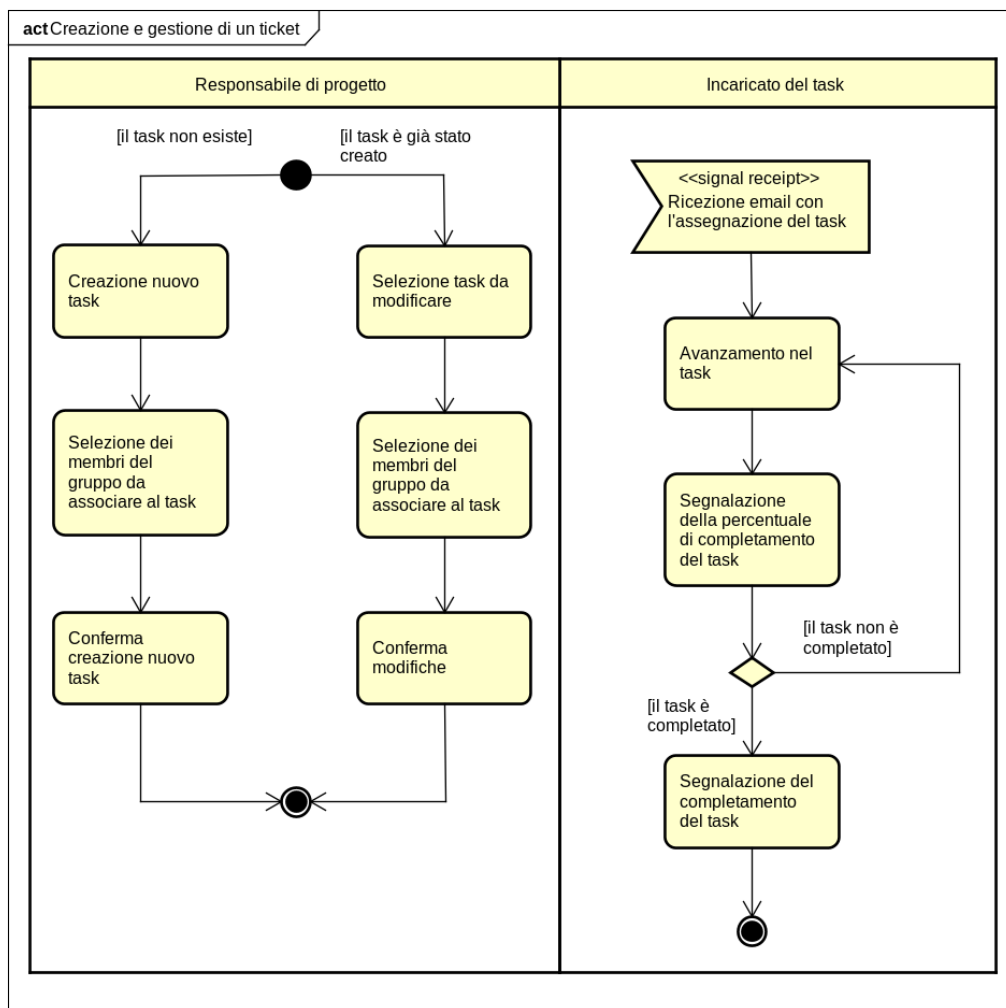 act Creazione e gestione di un ticket
Responsabile di progetto
Incaricato del task
[il task non esiste]
[il task è già stato
creato
Creazione nuovo
task
Selezione task da
modificare
Selezione dei
membri del
gruppo da
associare al task
Selezione dei
membri del
gruppo da
associare al task
Conferma
creazione nuovo
task
Conferma
modifiche
<<signal receipt>>
Ricezione email con
l'assegnazione del task
Avanzamento nel
task
Segnalazione
della percentuale
di completamento
del task
[il task non è
completato]
[il task è
completato]
Segnalazione del
completamento
del task